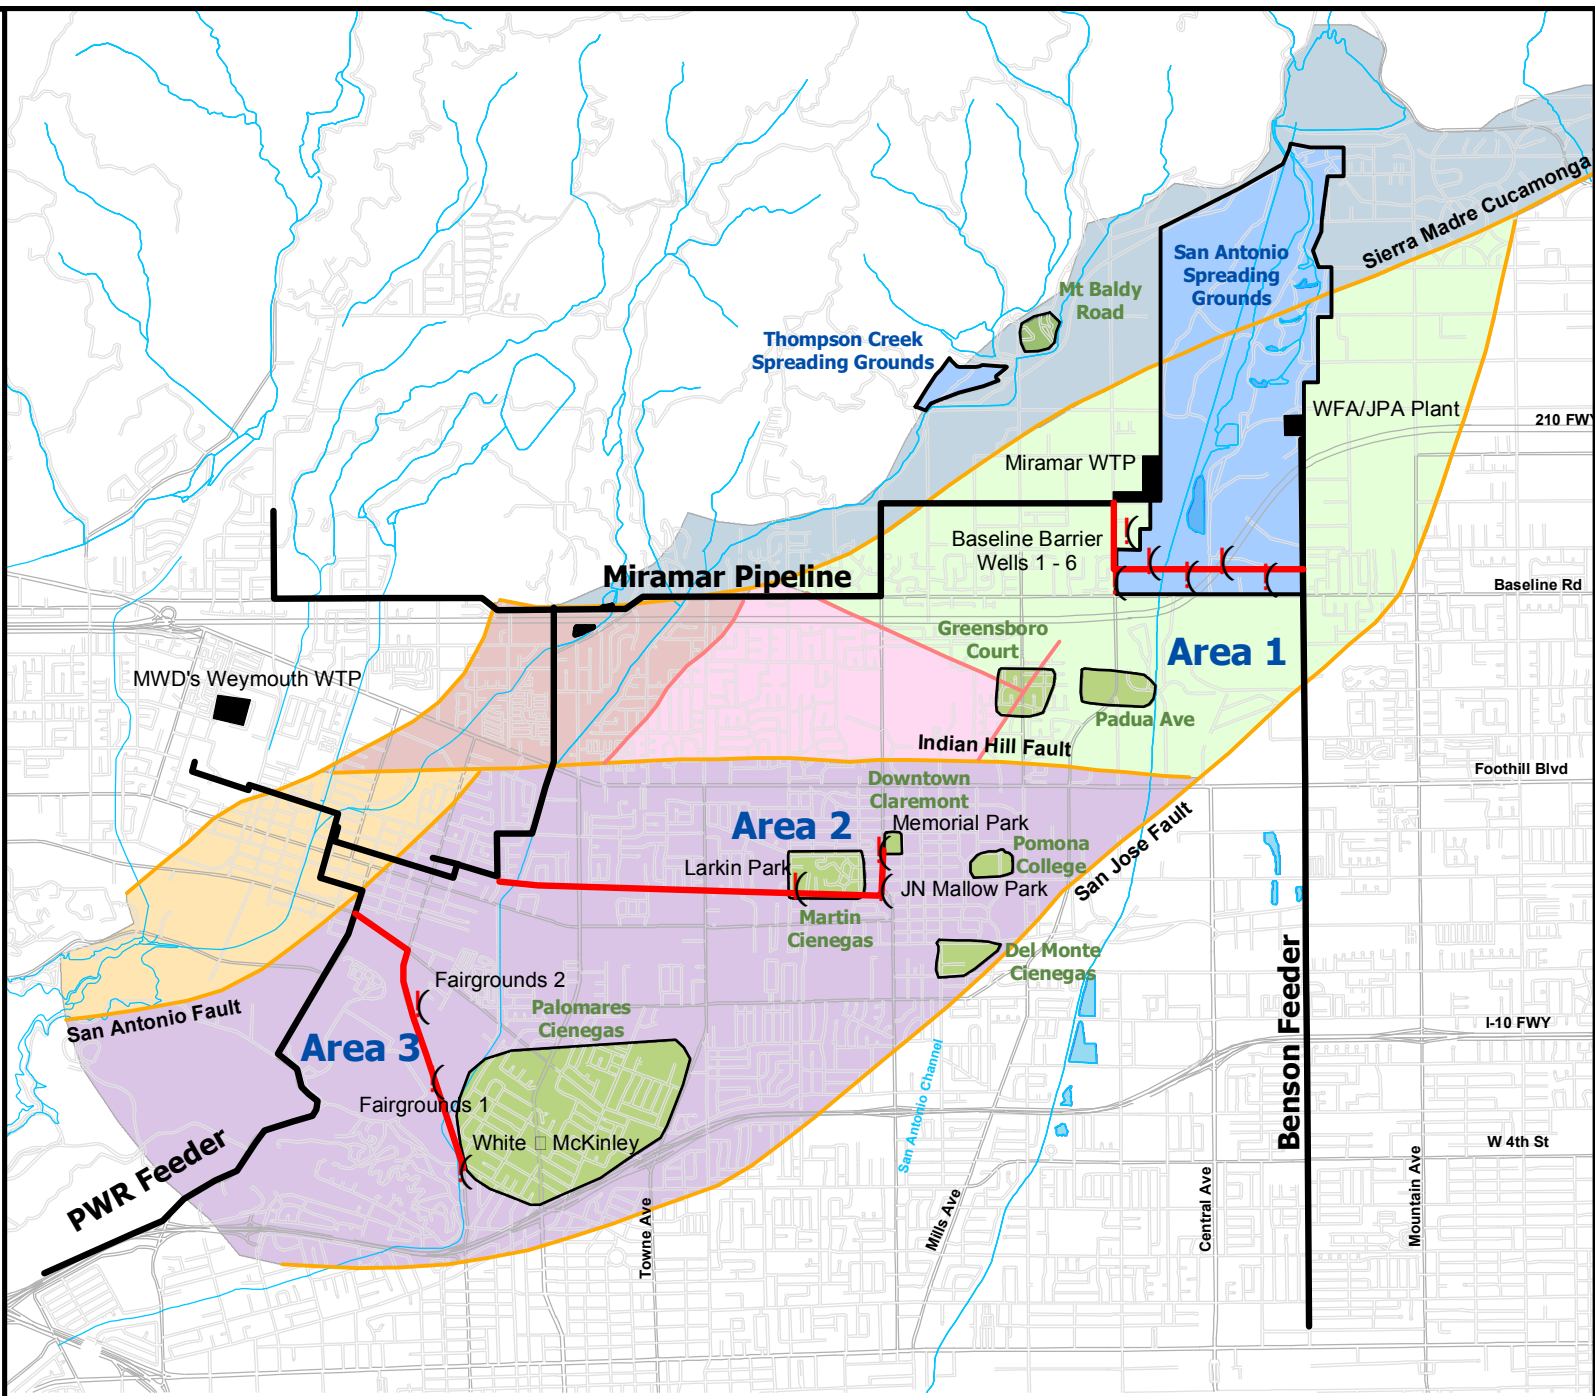 Sierra Madre Cucamonga
San Antonio
Spreading
Grounds
Mt Baldy
Road
Thompson Creek
Spreading Grounds
WFA/JPA Plant
210 FWY
Miramar WTP
Baseline Barrier
Wells 1 - 6
Miramar Pipeline
Baseline Rd
Greensboro
Court
Area 1
MWD's Weymouth WTP
Padua Ave
Indian Hill Fault
Foothill Blvd
Downtown
Claremont
Area 2
Memorial Park
Pomona
College
Larkin Park
JN Mallow Park
San Jose Fault
Martin
Cienegas
Del Monte
Cienegas
Fairgrounds 2
Palomares
Cienegas
San Antonio Fault
Area 3
I-10 FWY
Benson Feeder
San Antonio Channel
Fairgrounds 1
White □ McKinley
W 4th St
PWR Feeder
Towne Ave
Mills Ave
Central Ave
Mountain Ave